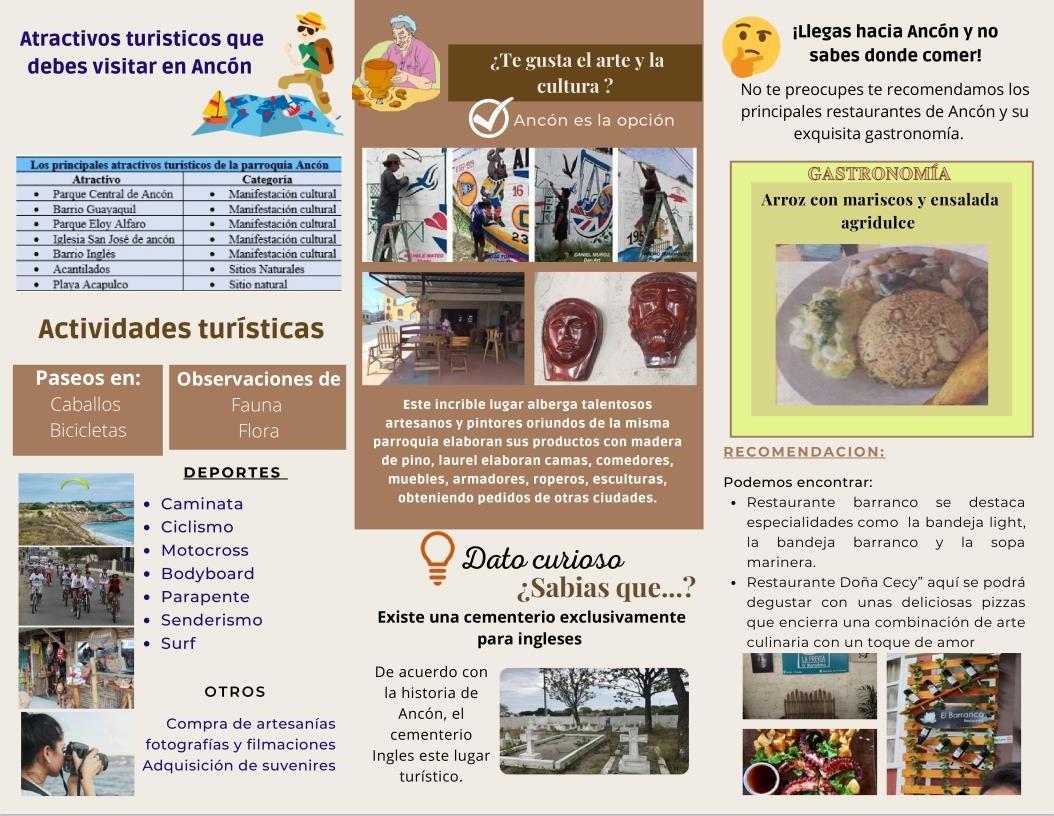 Atractivos turisticos que
debes visitar en Ancón
Los principales atractivos turísticos de la parroquia Ancón
Atractivo Categoría
• Parque Central de Ancón • Manifestación cultural
• Barrio Guayaquil • Manifestación cultural
• Parque Eloy Alfaro • Manifestación cultural
• Iglesia San José de ancón • Manifestación cultural
• Barrio Inglés • Manifestación cultural
• Acantilados • Sitios Naturales
• Playa Acapulco • Sitio natural
Actividades turísticas
Paseos en:
Caballos
Bicicletas
Observaciones de
Fauna
Flora
DEPORTES
• Caminata
• Ciclismo
• Motocross
• Bodyboard
• Parapente
• Senderismo
• Surf
OTROS
Compra de artesanías
fotografías y filmaciones
Adquisición de suvenires
¿Te gusta el arte y la
cultura ?
Ancón es la opción
16
23
MICHELE MATEO
DANIEL MUÑOZ
Este incrible lugar alberga talentosos
artesanos y pintores oriundos de la misma
parroquia elaboran sus productos con madera
de pino, laurel elaboran camas, comedores,
muebles, armadores, roperos, esculturas,
obteniendo pedidos de otras ciudades.
Dato curioso
¿Sabias que...?
Existe una cementerio exclusivamente
para ingleses
De acuerdo con
la historia de
Ancón, el
cementerio
Ingles este lugar
turístico.
¡Llegas hacia Ancón y no
sabes donde comer!
No te preocupes te recomendamos los
principales restaurantes de Ancón y su
exquisita gastronomía.
GASTRONOMÍA
Arroz con mariscos y ensalada
agridulce
RECOMENDACION:
Podemos encontrar:
• Restaurante barranco se destaca
especialidades como la bandeja light,
la bandeja barranco y la sopa
marinera.
• Restaurante Doña Cecy” aquí se podrá
degustar con unas deliciosas pizzas
que encierra una combinación de arte
culinaria con un toque de amor
LA PREVIA
El Barranco